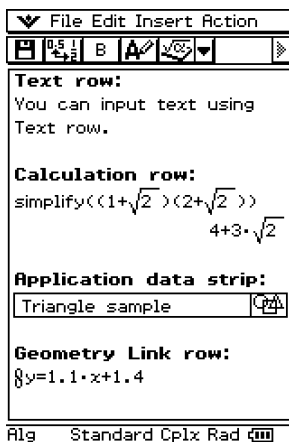 File Edit Insert Action
B
Text row:
You can input text using
Text row.
Calculation row:
simplify((1+√2)(2+√2))
4+3·√2
Application data strip:
Triangle sample
Geometry Link row:
y=1.1·x+1.4
Alg Standard Cplx Rad